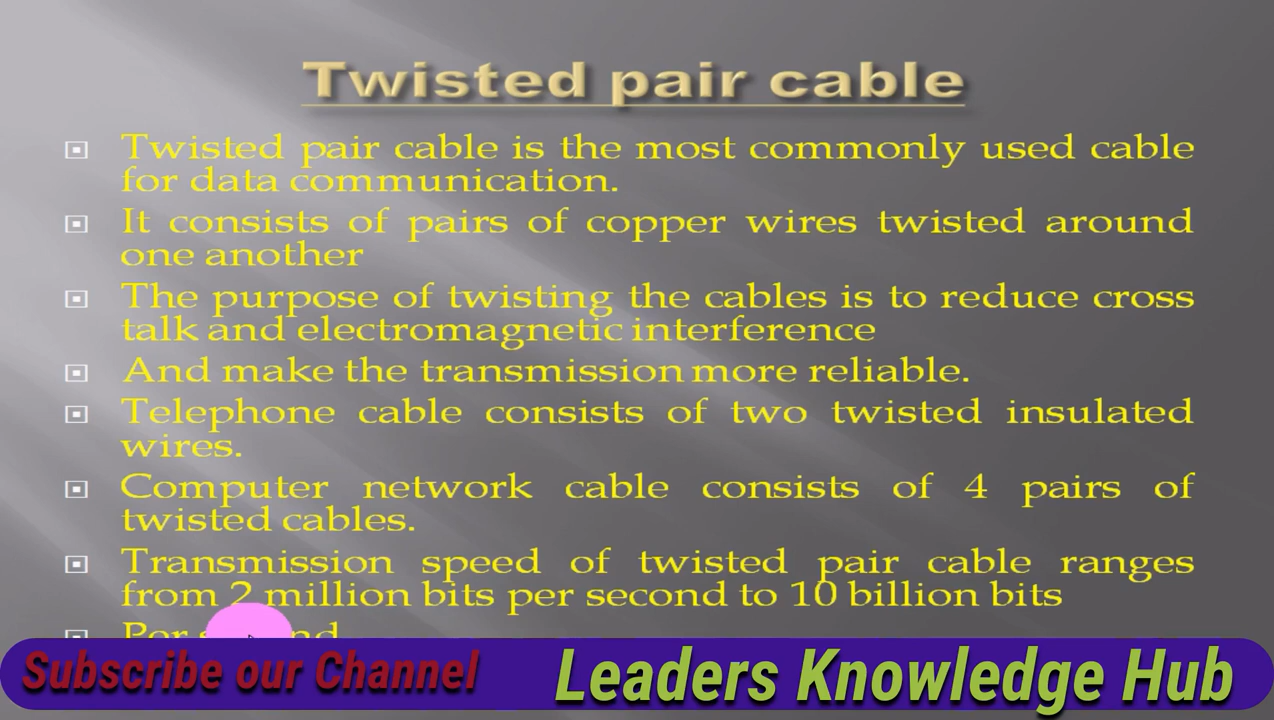 Twisted pair cable
Twisted pair cable is the most commonly used cable
for data communication.
It consists of pairs of copper wires twisted around
one another
The purpose of twisting the cables is to reduce cross
talk and electromagnetic interference
And make the transmission more reliable.
Telephone cable consists of two twisted insulated
wires.
Computer network cable consists of 4 pairs of
twisted cables.
Transmission speed of twisted pair cable ranges
from 2 million bits per second to 10 billion bits
Per second
Subscribe our Channel
Leaders Knowledge Hub